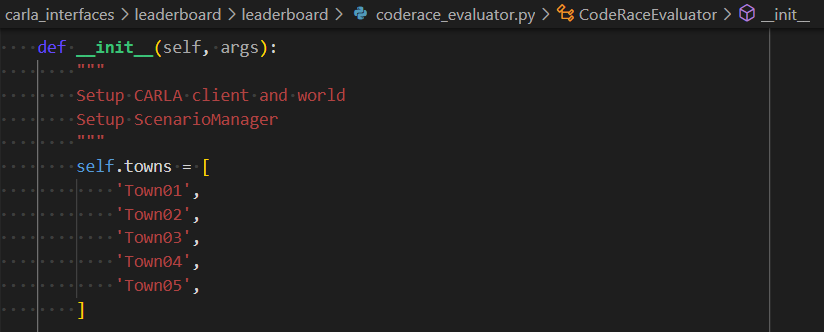 carla_interfaces > leaderboard > leaderboard > coderace_evaluator.py > CodeRaceEvaluator > __init__
def __init__(self, args):
"""
Setup CARLA client and world
Setup ScenarioManager
"""
self.towns = [
'Town01',
'Town02',
'Town03',
'Town04',
'Town05',
]